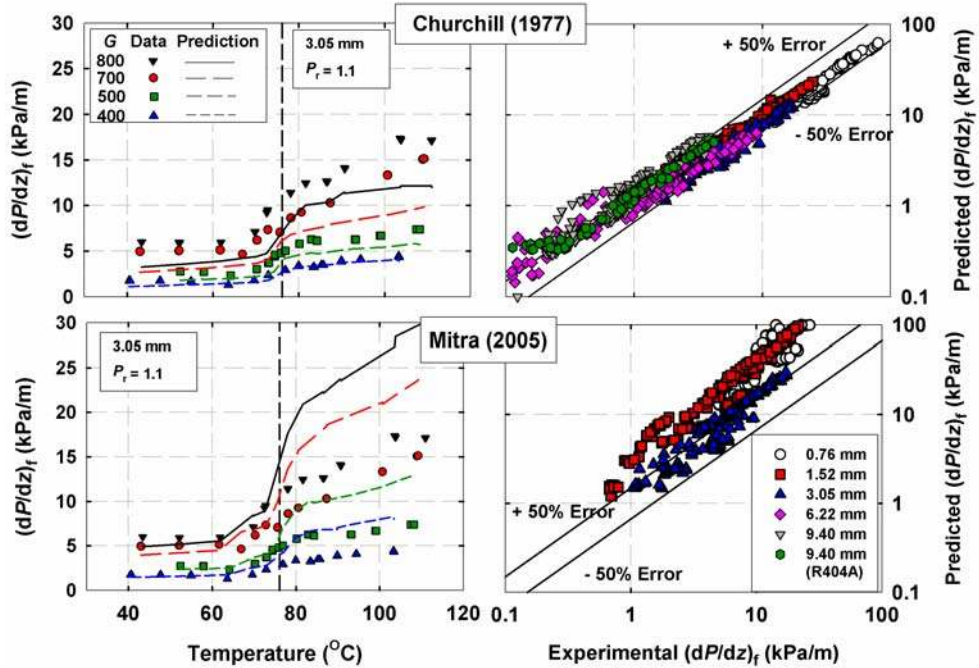 Churchill (1977)
30
25
20
15
10
5
0
(dP/dz)f (kPa/m)
G Data Prediction
800
700
500
400
3.05 mm
Pr = 1.1
+ 50% Error
- 50% Error
100
10
1
0.1
Predicted (dP/dz)f (kPa/m)
Mitra (2005)
30
25
20
15
10
5
0
(dP/dz)f (kPa/m)
3.05 mm
Pr = 1.1
40 60 80 100 120
Temperature (OC)
+ 50% Error
- 50% Error
0.76 mm
1.52 mm
3.05 mm
6.22 mm
9.40 mm
9.40 mm
(R404A)
100
10
1
0.1
Predicted (dP/dz)f (kPa/m)
0.1 1 10 100
Experimental (dP/dz)f (kPa/m)